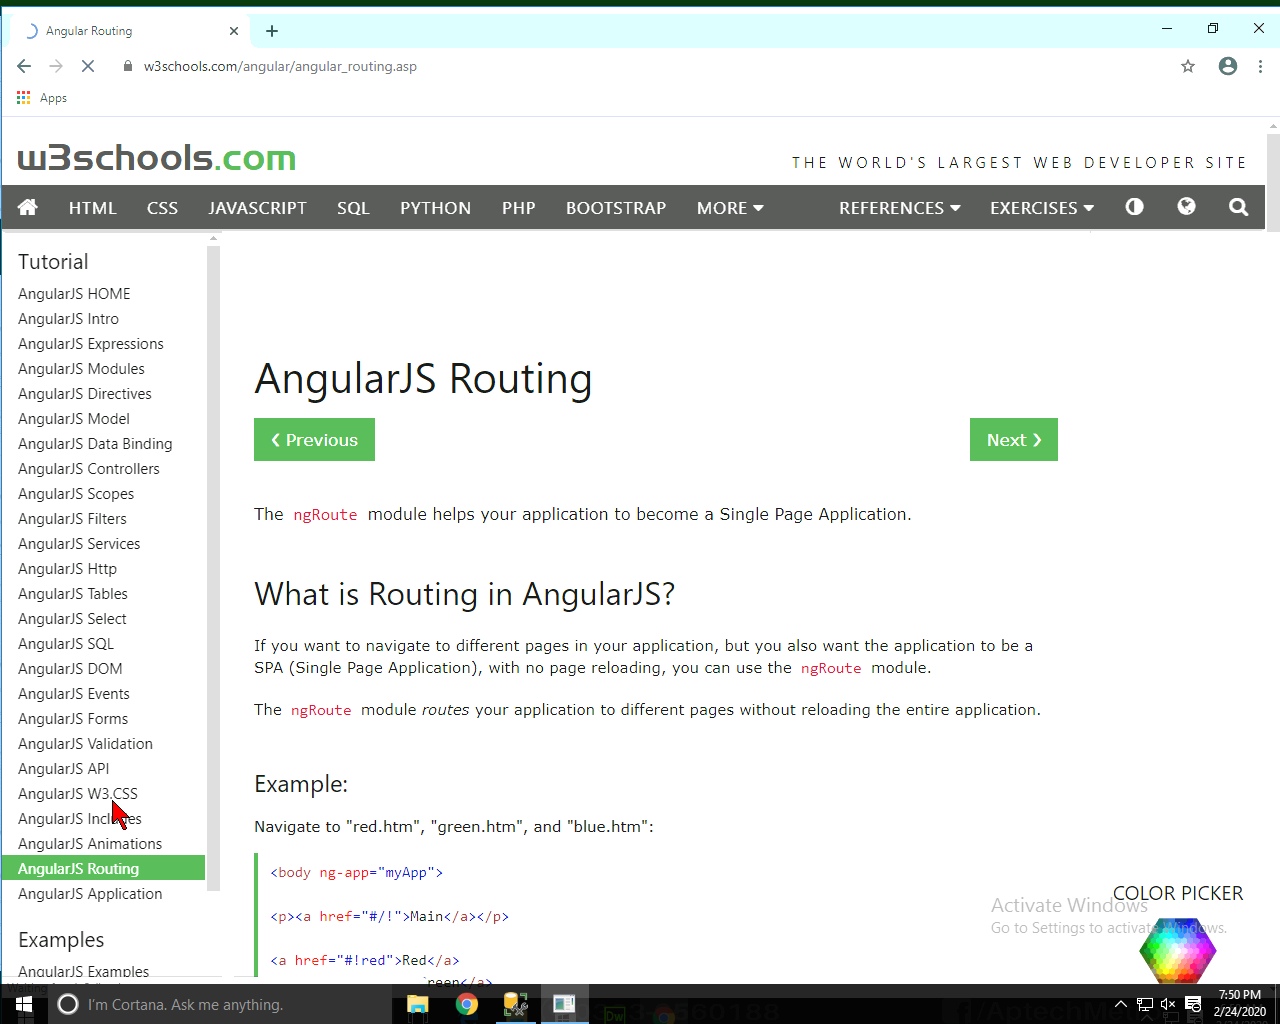 Angular Routing
w3schools.com/angular/angular_routing.asp
Apps
w3schools.com
THE WORLD'S LARGEST WEB DEVELOPER SITE
HTML CSS JAVASCRIPT SQL PYTHON PHP BOOTSTRAP MORE REFERENCES EXERCISES
Tutorial
AngularJS HOME
AngularJS Intro
AngularJS Expressions
AngularJS Modules
AngularJS Directives
AngularJS Model
AngularJS Data Binding
AngularJS Controllers
AngularJS Scopes
AngularJS Filters
AngularJS Services
AngularJS Http
AngularJS Tables
AngularJS Select
AngularJS SQL
AngularJS DOM
AngularJS Events
AngularJS Forms
AngularJS Validation
AngularJS API
AngularJS W3.CSS
AngularJS Includes
AngularJS Animations
AngularJS Routing
AngularJS Application
Examples
AngularJS Examples
AngularJS Routing
❮ Previous
Next ❯
The ngRoute module helps your application to become a Single Page Application.
What is Routing in AngularJS?
If you want to navigate to different pages in your application, but you also want the application to be a
SPA (Single Page Application), with no page reloading, you can use the ngRoute module.
The ngRoute module routes your application to different pages without reloading the entire application.
Example:
Navigate to "red.htm", "green.htm", and "blue.htm":
<body ng-app="myApp">
<p><a href="#/!">Main</a></p>
<a href="#!red">Red</a>
reen</a>
COLOR PICKER
Activate Windows
Go to Settings to activate Windows.
I'm Cortana. Ask me anything.
7:50 PM
2/24/2020